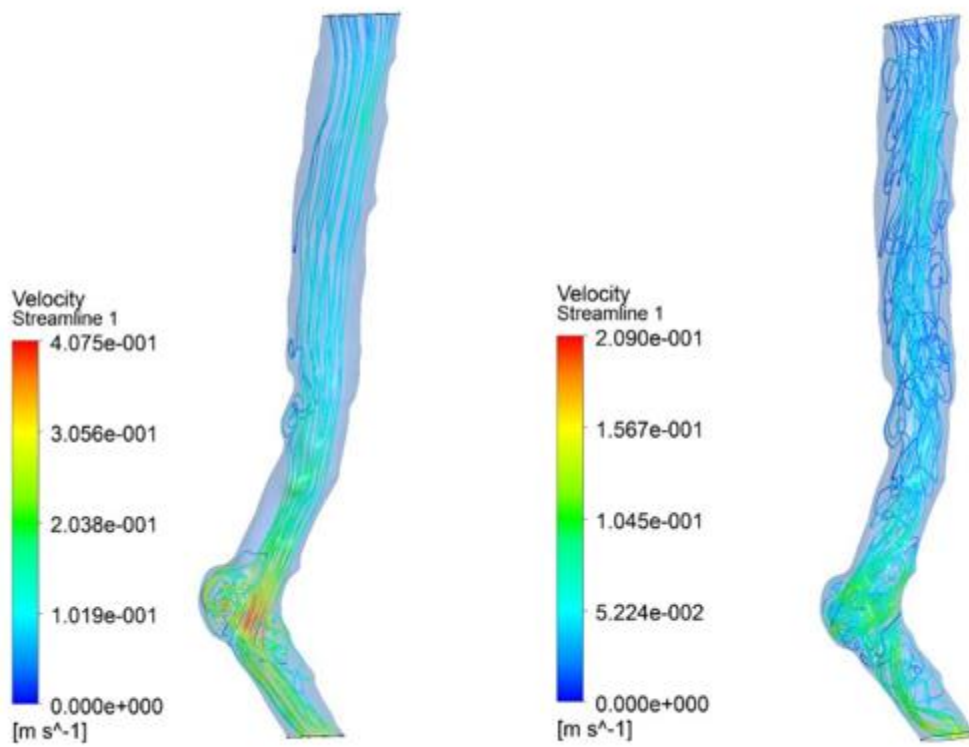 Velocity
Streamline 1
4.075e-001
3.056e-001
2.038e-001
1.019e-001
0.000e+000
[m s^-1]
Velocity
Streamline 1
2.090e-001
1.567e-001
1.045e-001
5.224e-002
0.000e+000
[m s^-1]